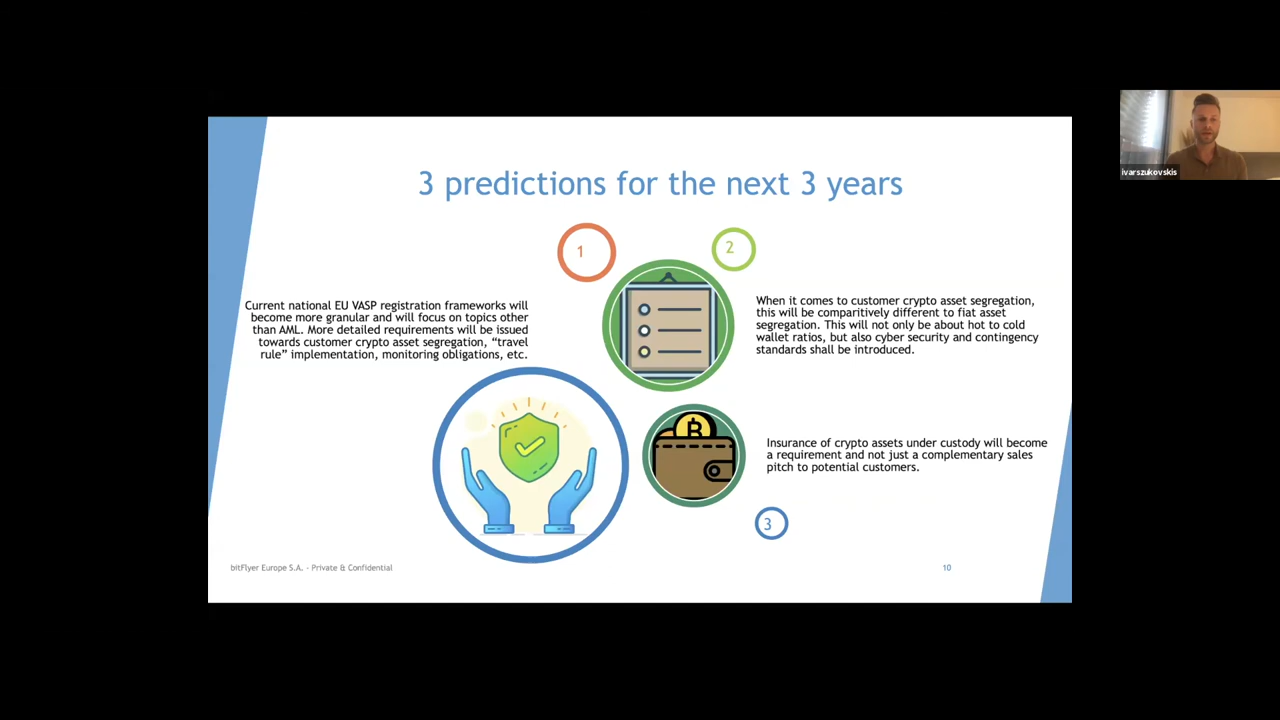 ivarszukovskis
3 predictions for the next 3 years
1
2
Current national EU VASP registration frameworks will
become more granular and will focus on topics other
than AML. More detailed requirements will be issued
towards customer crypto asset segregation, “travel
rule” implementation, monitoring obligations, etc.
When it comes to customer crypto asset segregation,
this will be comparitively different to fiat asset
segregation. This will not only be about hot to cold
wallet ratios, but also cyber security and contingency
standards shall be introduced.
Insurance of crypto assets under custody will become
a requirement and not just a complementary sales
pitch to potential customers.
3
bitFlyer Europe S.A. - Private & Confidential
10